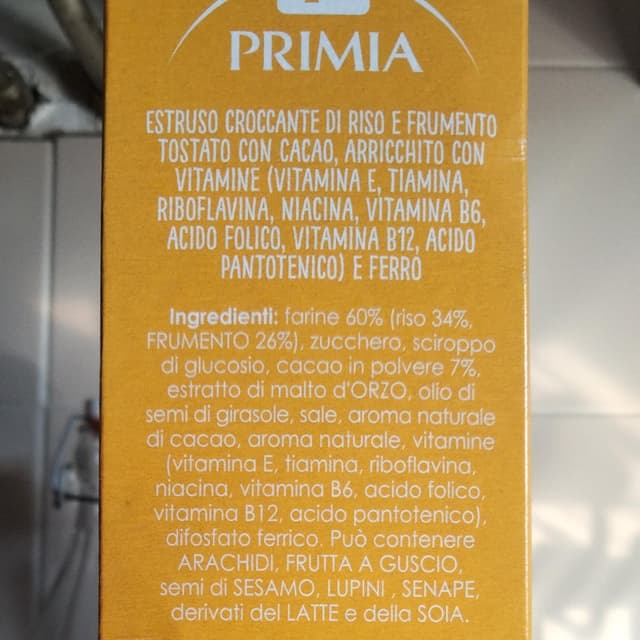 PRIMIA
ESTRUSO CROCCANTE DI RISO E FRUMENTO
TOSTATO CON CACAO, ARRICCHITO CON
VITAMINE (VITAMINA E, TIAMINA,
RIBOFLAVINA, NIACINA, VITAMINA B6,
ACIDO FOLICO, VITAMINA B12, ACIDO
PANTOTENICO) E FERRO
Ingredienti: farine 60% (riso 34%,
FRUMENTO 26%), zucchero, sciroppo
di glucosio, cacao in polvere 7%,
estratto di malto d'ORZO, olio di
semi di girasole, sale, aroma naturale
di cacao, aroma naturale, vitamine
(vitamina E, tiamina, riboflavina,
niacina, vitamina B6, acido folico,
vitamina B12, acido pantotenico),
difosfato ferrico. Può contenere
ARACHIDI, FRUTTA A GUSCIO,
semi di SESAMO, LUPINI , SENAPE,
derivati del LATTE e della SOIA.